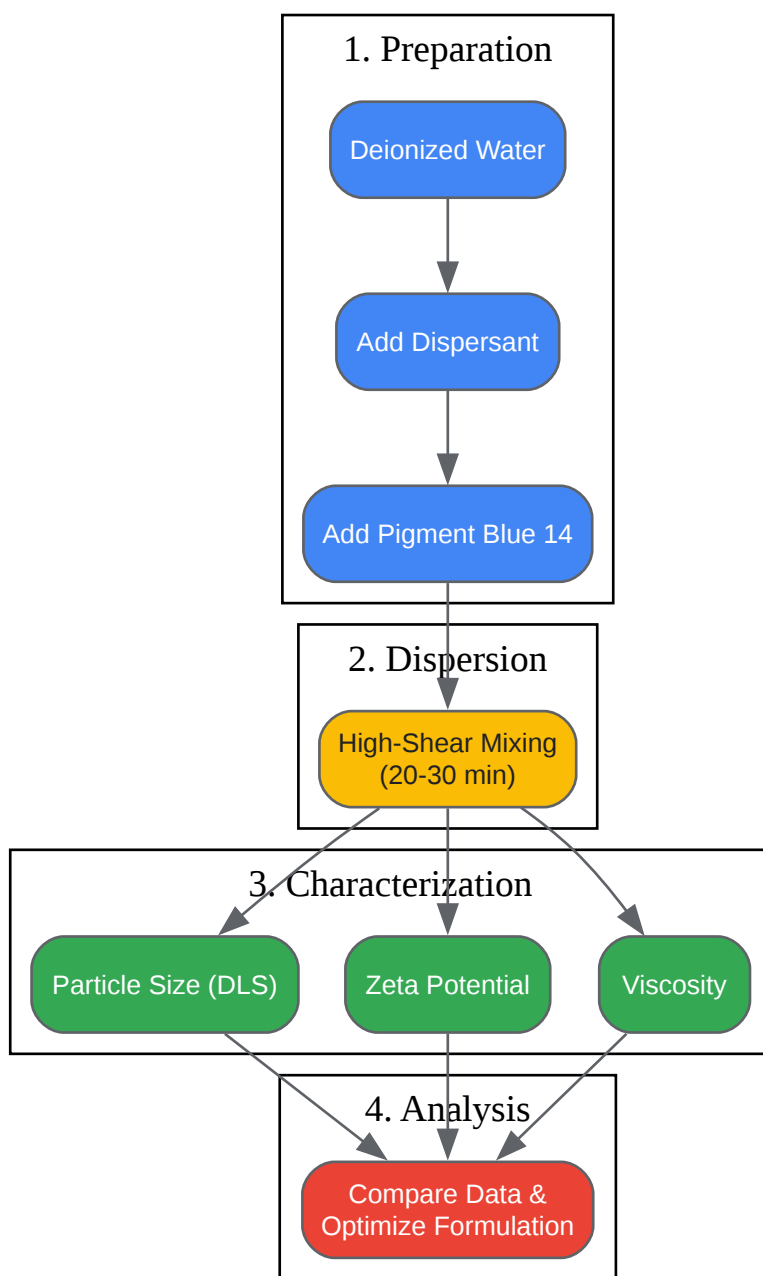 1. Preparation
Deionized Water
Add Dispersant
Add Pigment Blue 14
2. Dispersion
High-Shear Mixing
(20-30 min)
3. Characterization
Particle Size (DLS)
Zeta Potential
Viscosity
4. Analysis
Compare Data &
Optimize Formulation